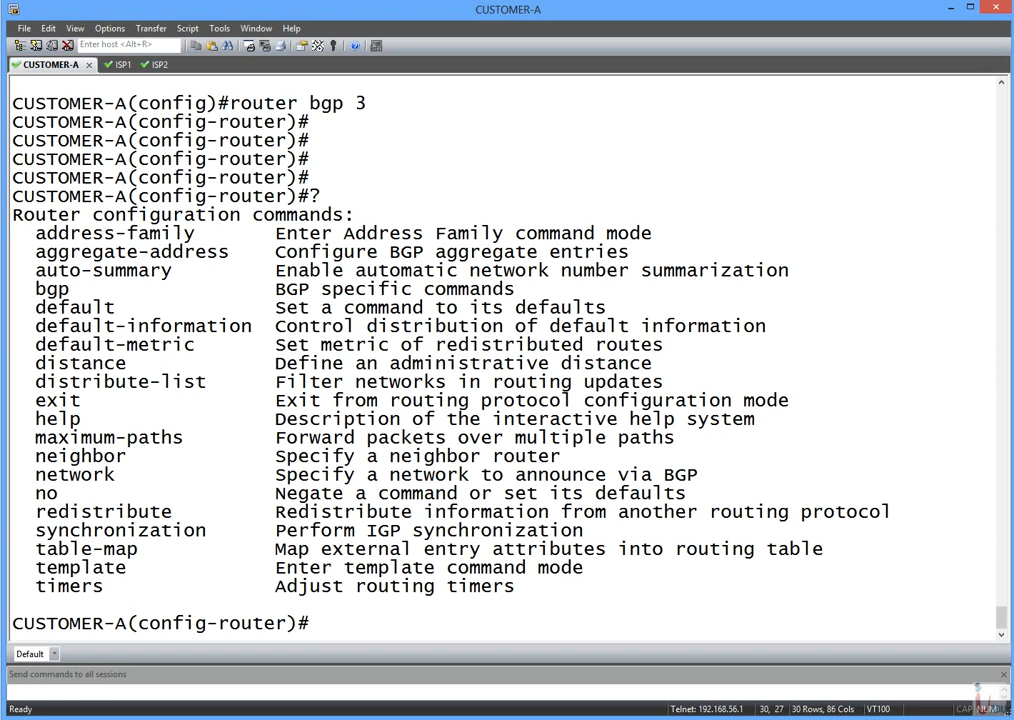 CUSTOMER-A
File Edit View Options Transfer Script Tools Window Help
Enter host <Alt+R>
CUSTOMER-A ISP1 ISP2
CUSTOMER-A(config)#router bgp 3
CUSTOMER-A(config-router)#
CUSTOMER-A(config-router)#
CUSTOMER-A(config-router)#
CUSTOMER-A(config-router)#
CUSTOMER-A(config-router)#?
Router configuration commands:
address-family Enter Address Family command mode
aggregate-address Configure BGP aggregate entries
auto-summary Enable automatic network number summarization
bgp BGP specific commands
default Set a command to its defaults
default-information Control distribution of default information
default-metric Set metric of redistributed routes
distance Define an administrative distance
distribute-list Filter networks in routing updates
exit Exit from routing protocol configuration mode
help Description of the interactive help system
maximum-paths Forward packets over multiple paths
neighbor Specify a neighbor router
network Specify a network to announce via BGP
no Negate a command or set its defaults
redistribute Redistribute information from another routing protocol
synchronization Perform IGP synchronization
table-map Map external entry attributes into routing table
template Enter template command mode
timers Adjust routing timers
CUSTOMER-A(config-router)#
Default
Send commands to all sessions
Ready Telnet: 192.168.56.1 30, 27 30 Rows, 86 Cols VT100 CAP NUM